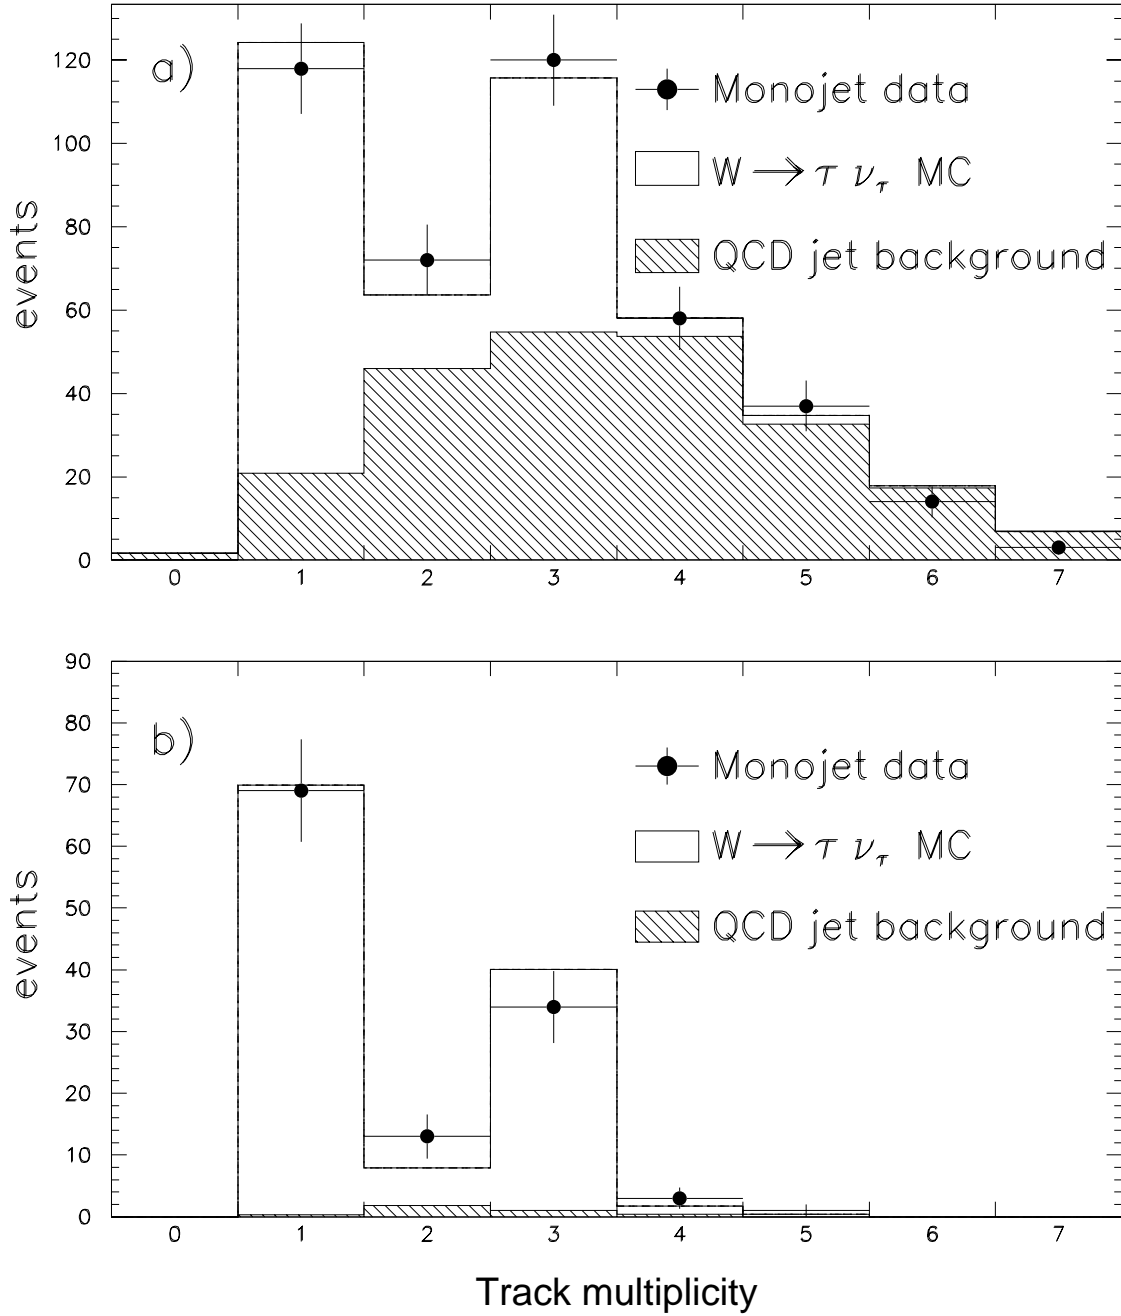 a)
events
120
100
80
60
40
20
0
Monojet data
W → τ ντ MC
QCD jet background
0 1 2 3 4 5 6 7
b)
events
90
80
70
60
50
40
30
20
10
0
Monojet data
W → τ ντ MC
QCD jet background
0 1 2 3 4 5 6 7
Track multiplicity